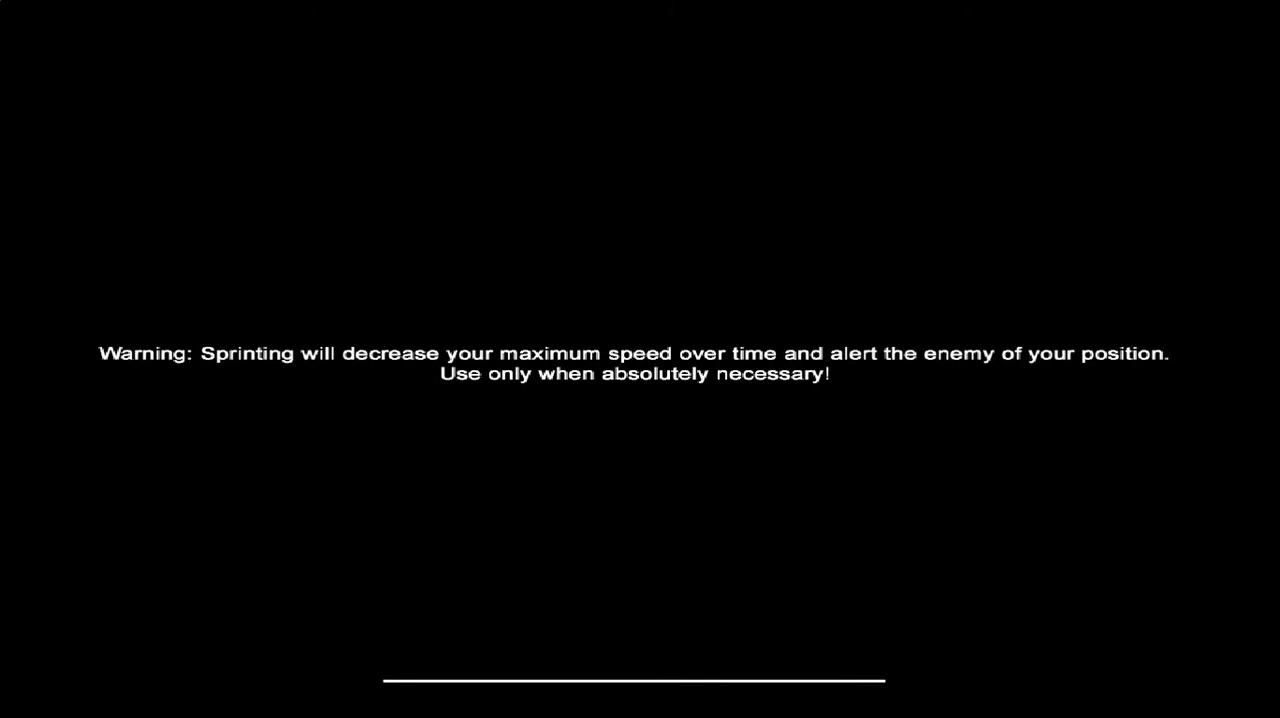 Warning: Sprinting will decrease your maximum speed over time and alert the enemy of your position.
Use only when absolutely necessary!